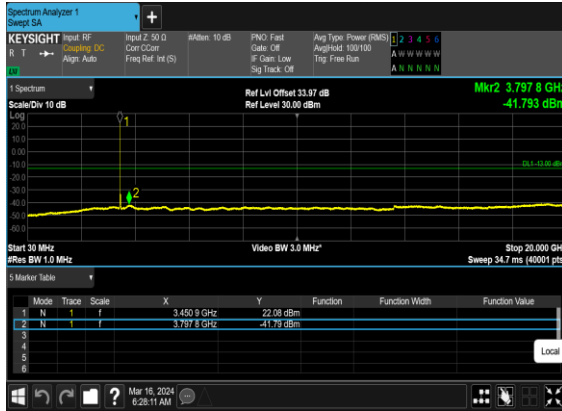 Spectrum Analyzer 1
Swept SA
+
KEYSIGHT Input: RF Input Z: 50 Ω #Atten: 10 dB PNO: Fast Avg Type: Power (RMS) 1 2 3 4 5 6
R T Coupling: DC Corr CCorr Gate: Off Avg|Hold: 100/100 A W W W W W
Align: Auto Freq Ref: Int (S) IF Gain: Low Trig: Free Run
Sig Track: Off A N N N N N
LU
1 Spectrum Ref Lvl Offset 33.97 dB Mkr2 3.797 8 GHz
Scale/Div 10 dB Ref Level 30.00 dBm -41.793 dBm
Log
20.0
10.0
0.00
-10.0
-20.0
-30.0
-40.0
-50.0
-60.0
1
DL1 -13.00 dBm
2
Start 30 MHz Video BW 3.0 MHz* Stop 20.000 GHz
#Res BW 1.0 MHz Sweep 34.7 ms (40001 pts)
5 Marker Table
Mode Trace Scale X Y Function Function Width Function Value
1 N 1 f 3.450 9 GHz 22.08 dBm
2 N 1 f 3.797 8 GHz -41.79 dBm
3
4
5
6
Local
? Mar 16, 2024
6:28:11 AM